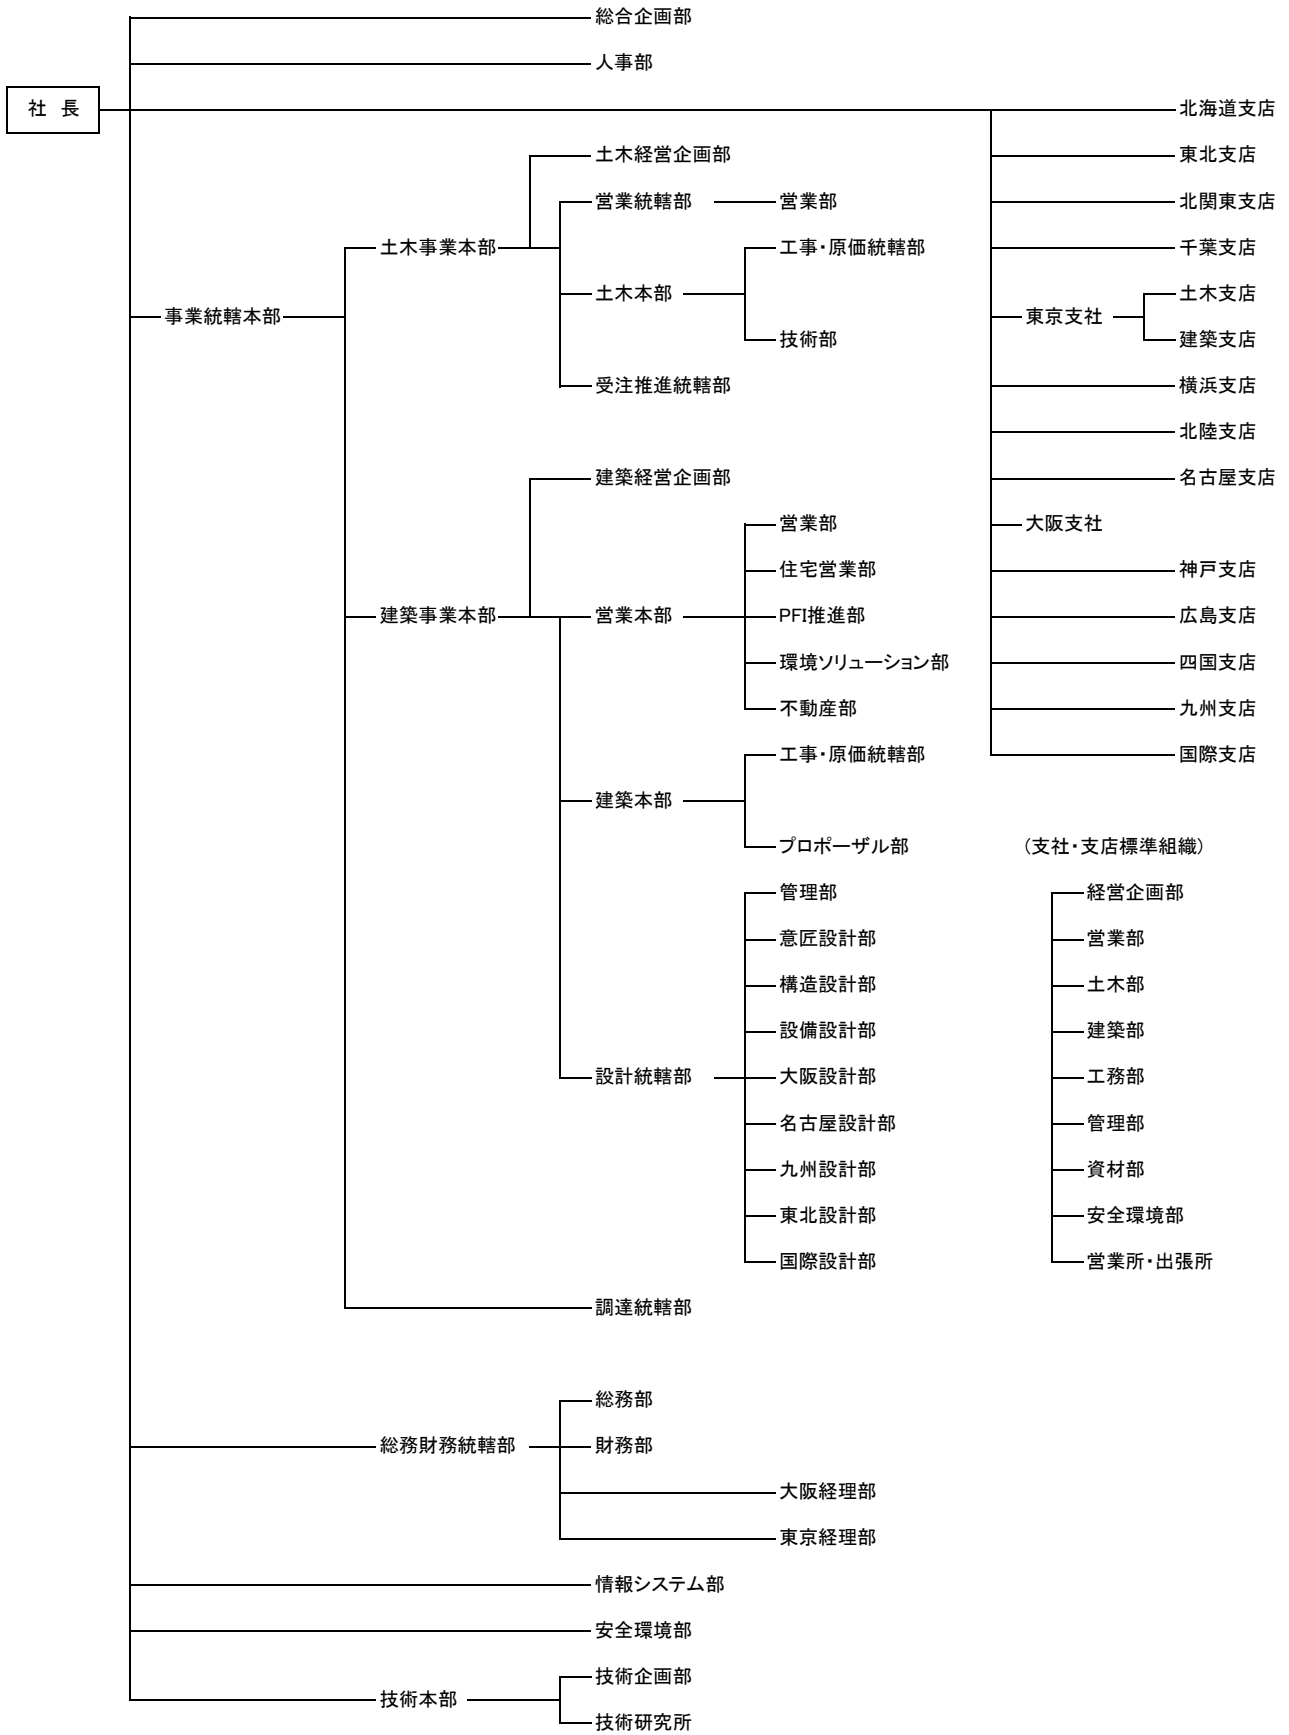 総合企画部
人事部
社 長
北海道支店
土木経営企画部
東北支店
営業統轄部
営業部
北関東支店
土木事業本部
工事・原価統轄部
千葉支店
土木本部
土木支店
事業統轄本部
東京支社
技術部
建築支店
受注推進統轄部
横浜支店
北陸支店
建築経営企画部
名古屋支店
営業部
大阪支社
住宅営業部
神戸支店
建築事業本部
営業本部
PFI推進部
広島支店
環境ソリューション部
四国支店
不動産部
九州支店
工事・原価統轄部
国際支店
建築本部
プロポーザル部
（支社・支店標準組織）
管理部
経営企画部
意匠設計部
営業部
構造設計部
土木部
設備設計部
建築部
設計統轄部
大阪設計部
工務部
名古屋設計部
管理部
九州設計部
資材部
東北設計部
安全環境部
国際設計部
営業所・出張所
調達統轄部
総務部
総務財務統轄部
財務部
大阪経理部
東京経理部
情報システム部
安全環境部
技術企画部
技術本部
技術研究所